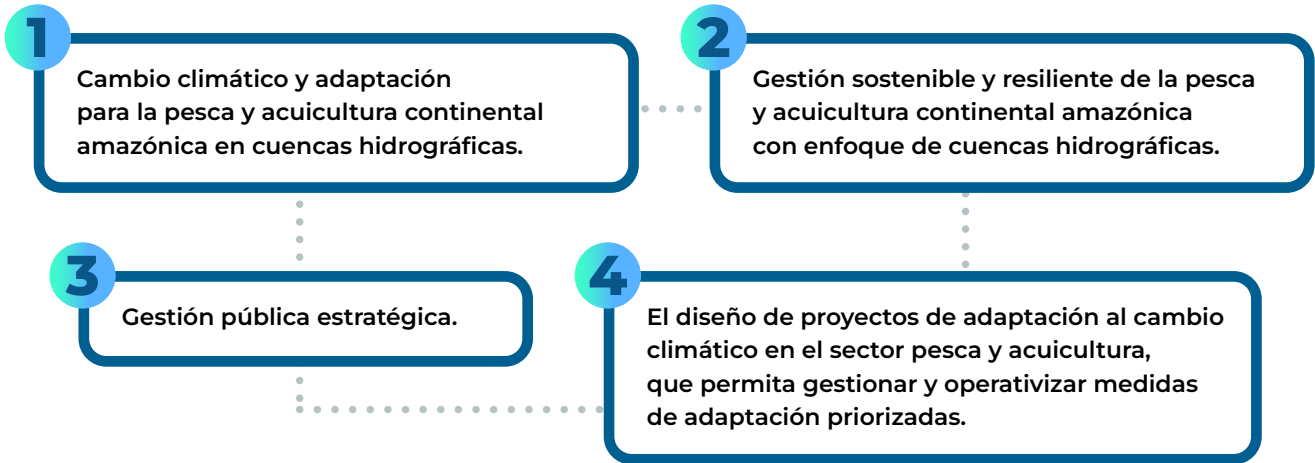 1
Cambio climático y adaptación
para la pesca y acuicultura continental
amazónica en cuencas hidrográficas.
2
Gestión sostenible y resiliente de la pesca
y acuicultura continental amazónica
con enfoque de cuencas hidrográficas.
3
Gestión pública estratégica.
4
El diseño de proyectos de adaptación al cambio
climático en el sector pesca y acuicultura,
que permita gestionar y operativizar medidas
de adaptación priorizadas.